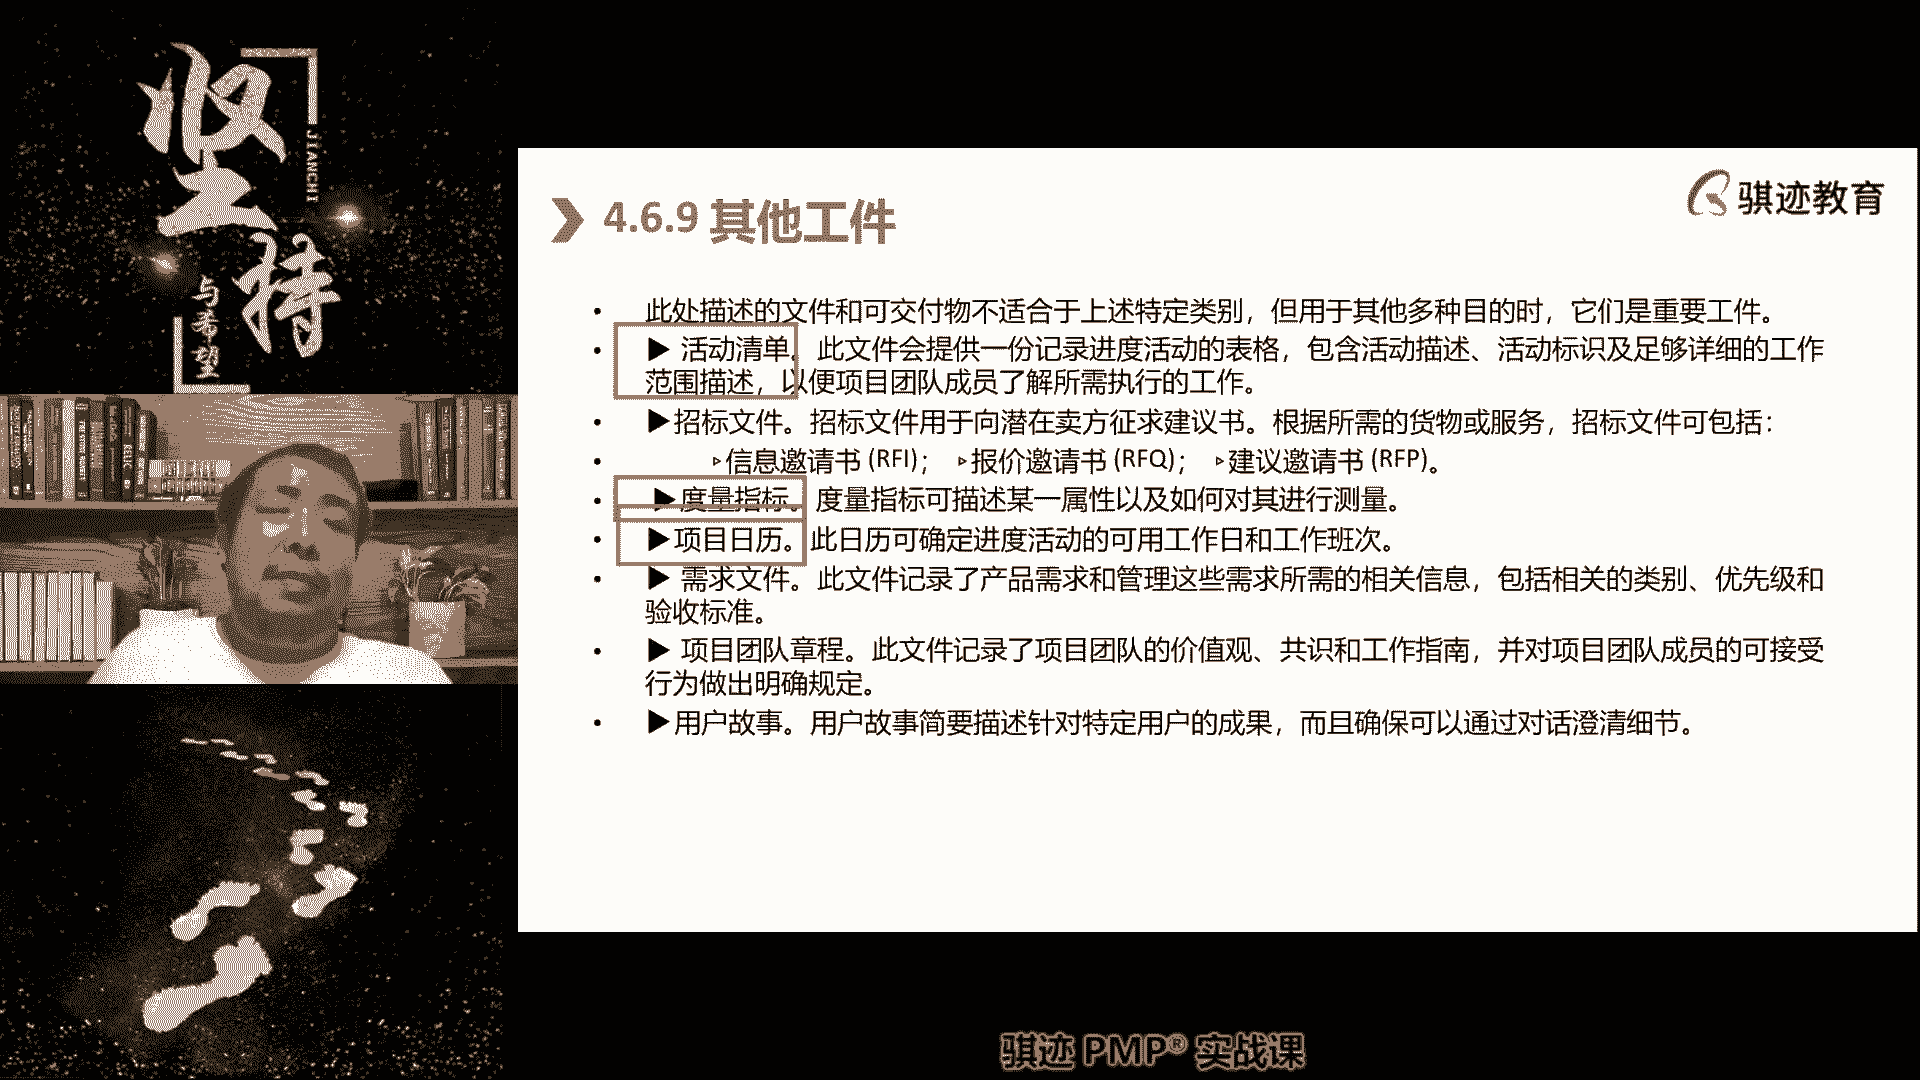 坚持
JIANCHI
与希望
骐迹教育
4.6.9 其他工件
• 此处描述的文件和可交付物不适合于上述特定类别，但用于其他多种目的时，它们是重要工件。
• ▶ 活动清单。此文件会提供一份记录进度活动的表格，包含活动描述、活动标识及足够详细的工作
范围描述，以便项目团队成员了解所需执行的工作。
• ▶招标文件。招标文件用于向潜在卖方征求建议书。根据所需的货物或服务，招标文件可包括：
• ▹信息邀请书 (RFI)； ▹报价邀请书 (RFQ)； ▹建议邀请书 (RFP)。
• ▶度量指标。度量指标可描述某一属性以及如何对其进行测量。
• ▶项目日历。此日历可确定进度活动的可用工作日和工作班次。
• ▶ 需求文件。此文件记录了产品需求和管理这些需求所需的相关信息，包括相关的类别、优先级和
验收标准。
• ▶ 项目团队章程。此文件记录了项目团队的价值观、共识和工作指南，并对项目团队成员的可接受
行为做出明确规定。
• ▶用户故事。用户故事简要描述针对特定用户的成果，而且确保可以通过对话澄清细节。
骐迹 PMP® 实战课